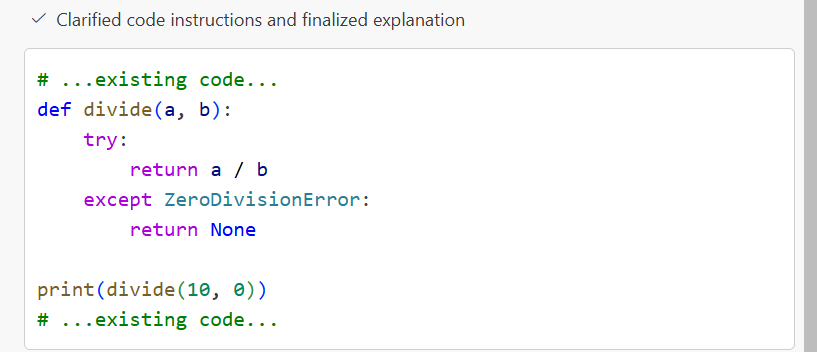 Clarified code instructions and finalized explanation
# ...existing code...
def divide(a, b):
    try:
        return a / b
    except ZeroDivisionError:
        return None
print(divide(10, 0))
# ...existing code...